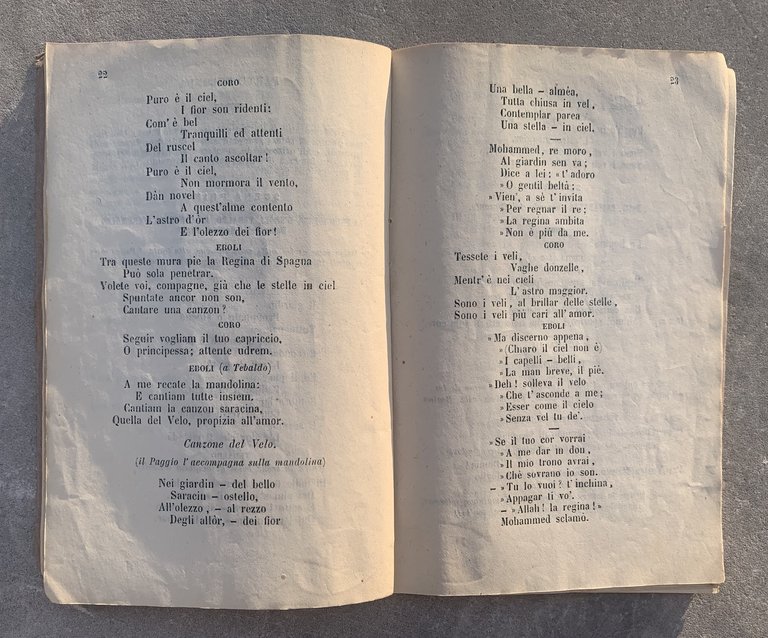 22
CORO
Puro è il ciel,
I fior son ridenti;
Com' è bel
Tranquilli ed attenti
Del ruscel
Il canto ascoltar!
Puro è il ciel,
Non mormora il vento,
Dàn novel
A quest'alme contento
L'astro d'òr
E l'olezzo dei fior!
EBOLI
Tra queste mura pie la Regina di Spagna
Può sola penetrar.
Volete voi, compagne, già che le stelle in ciel
Spuntate ancor non son,
Cantare una canzon?
CORO
Seguir vogliam il tuo capriccio,
O principessa; attente udrem.
EBOLI (a Tebaldo)
A me recate la mandolina:
E cantiam tutte insiem,
Cantiam la canzon saracina,
Quella del Velo, propizia all'amor.
Canzone del Velo.
(il Paggio l'accompagna sulla mandolina)
Nei giardin – del bello
Saracin – ostello,
All'olezzo, – al rezzo
Degli allòr, – dei fior
23
Una bella – almèa,
Tutta chiusa in vel,
Contemplar parea
Una stella – in ciel.
Mohammed, re moro,
Al giardin sen va;
Dice a lei: «t'adoro
»O gentil beltà;
»Vien', a sè t'invita
»Per regnar il re;
»La regina ambita
»Non è più da me.
CORO
Tessete i veli,
Vaghe donzelle,
Mentr' è nei cieli
L'astro maggior.
Sono i veli, al brillar delle stelle,
Sono i veli più cari all'amor.
EBOLI
»Ma discerno appena,
»(Chiaro il ciel non è)
»I capelli – belli,
»La man breve, il piè.
»Deh! solleva il velo
»Che t'asconde a me;
»Esser come il cielo
»Senza vel tu de'.
»Se il tuo cor vorrai
»A me dar in don,
»Il mio trono avrai,
»Chè sovrano io son.
– »Tu lo vuoi? t'inchina,
»Appagar ti vo'.
– »Allah! la regina!»
Mohammed sclamò.